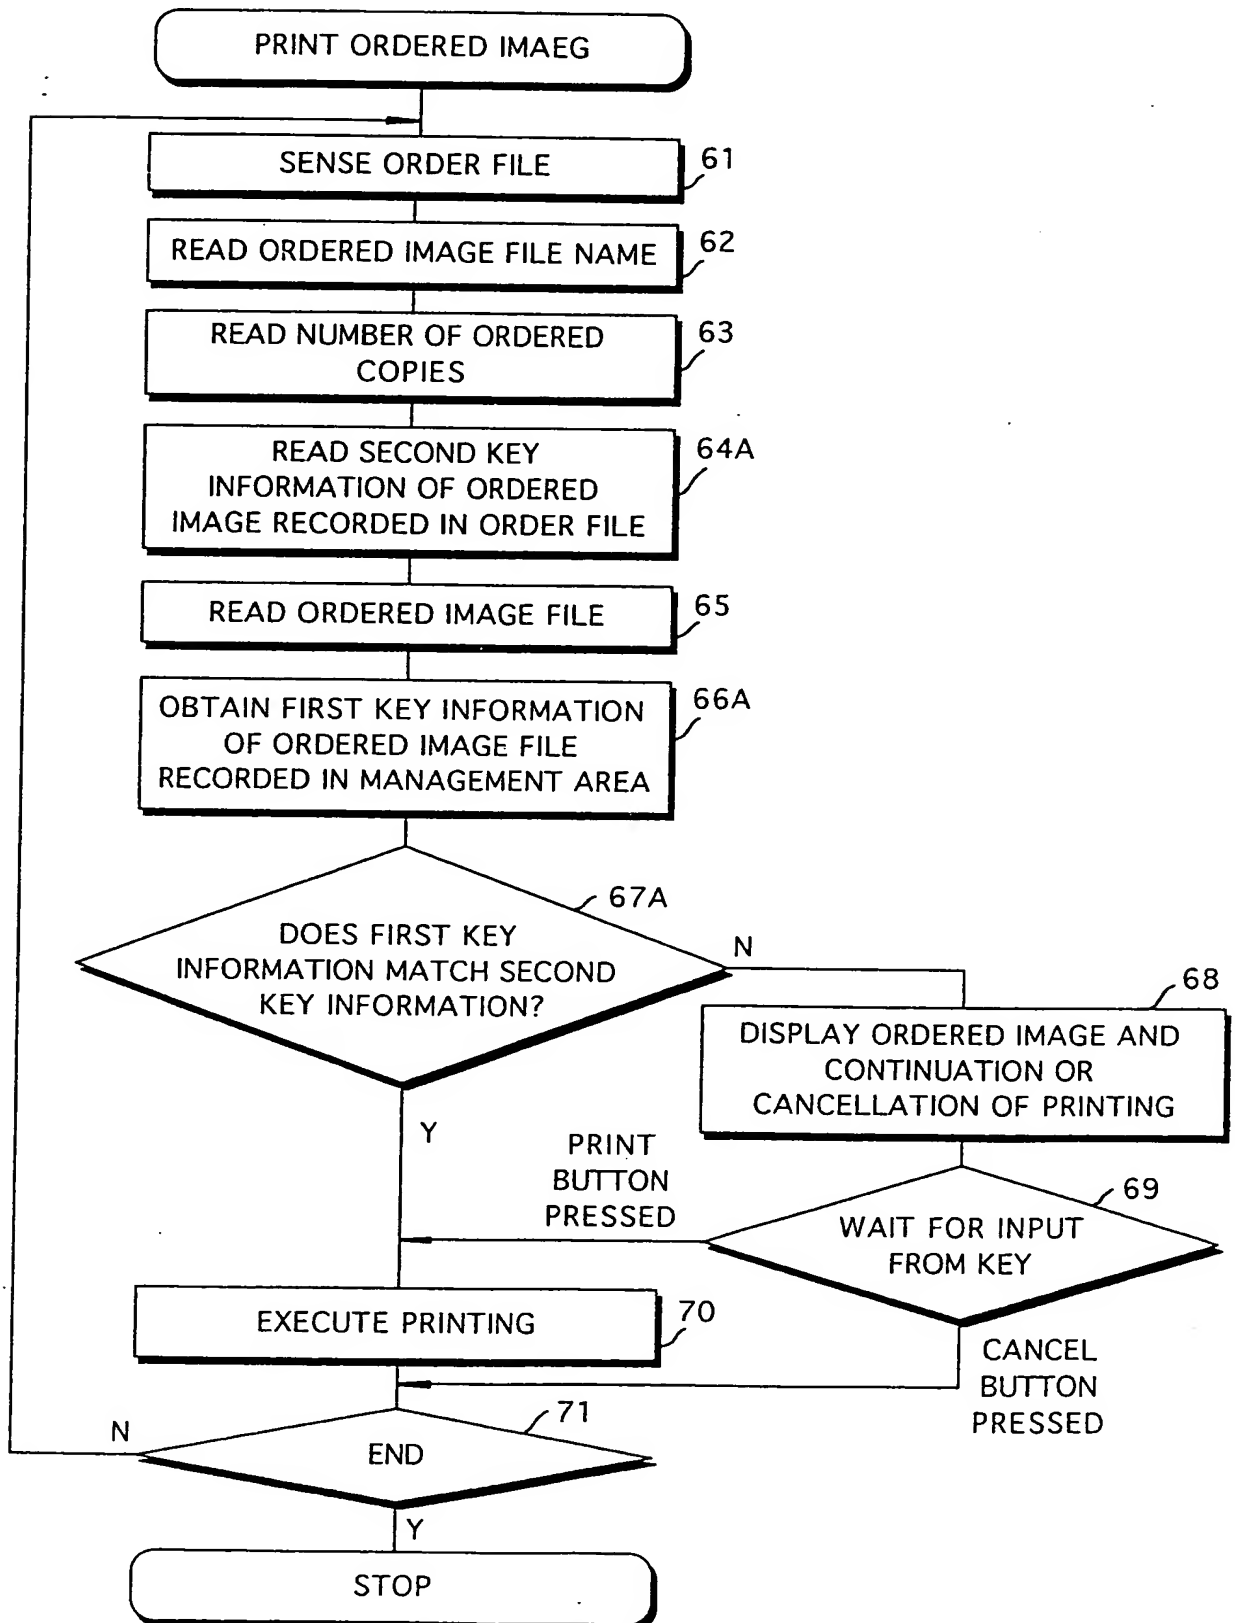 PRINT ORDERED IMAEG
SENSE ORDER FILE
61
READ ORDERED IMAGE FILE NAME
62
READ NUMBER OF ORDERED
COPIES
63
READ SECOND KEY
INFORMATION OF ORDERED
IMAGE RECORDED IN ORDER FILE
64A
READ ORDERED IMAGE FILE
65
OBTAIN FIRST KEY INFORMATION
OF ORDERED IMAGE FILE
RECORDED IN MANAGEMENT AREA
66A
67A
DOES FIRST KEY
INFORMATION MATCH SECOND
KEY INFORMATION?
N
68
DISPLAY ORDERED IMAGE AND
CONTINUATION OR
CANCELLATION OF PRINTING
Y
PRINT
BUTTON
PRESSED
69
WAIT FOR INPUT
FROM KEY
EXECUTE PRINTING
70
CANCEL
BUTTON
PRESSED
71
N
END
Y
STOP